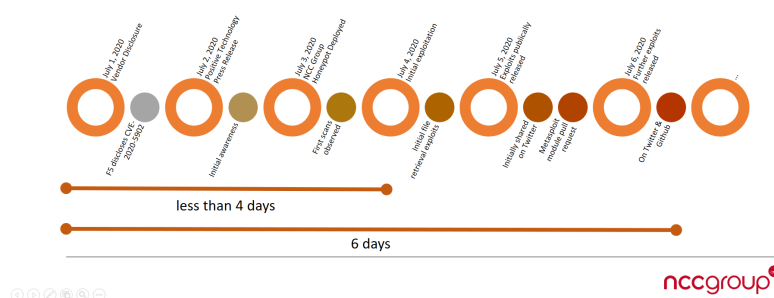 July 1, 2020
Vendor Disclosure
F5 discloses CVE-
2020-5902
July 2, 2020
Positive Technology
Press Release
Initial awareness
July 3, 2020
NCC Group
Honeypot Deployed
First scans
observed
July 4, 2020
Initial exploitation
Initial file
retrieval exploits
July 5, 2020
Exploits publically
released
Initially shared
on Twitter
Metasploit
module pull
request
July 6, 2020
Further exploits
released
On Twitter &
Github
...
less than 4 days
6 days
nccgroup